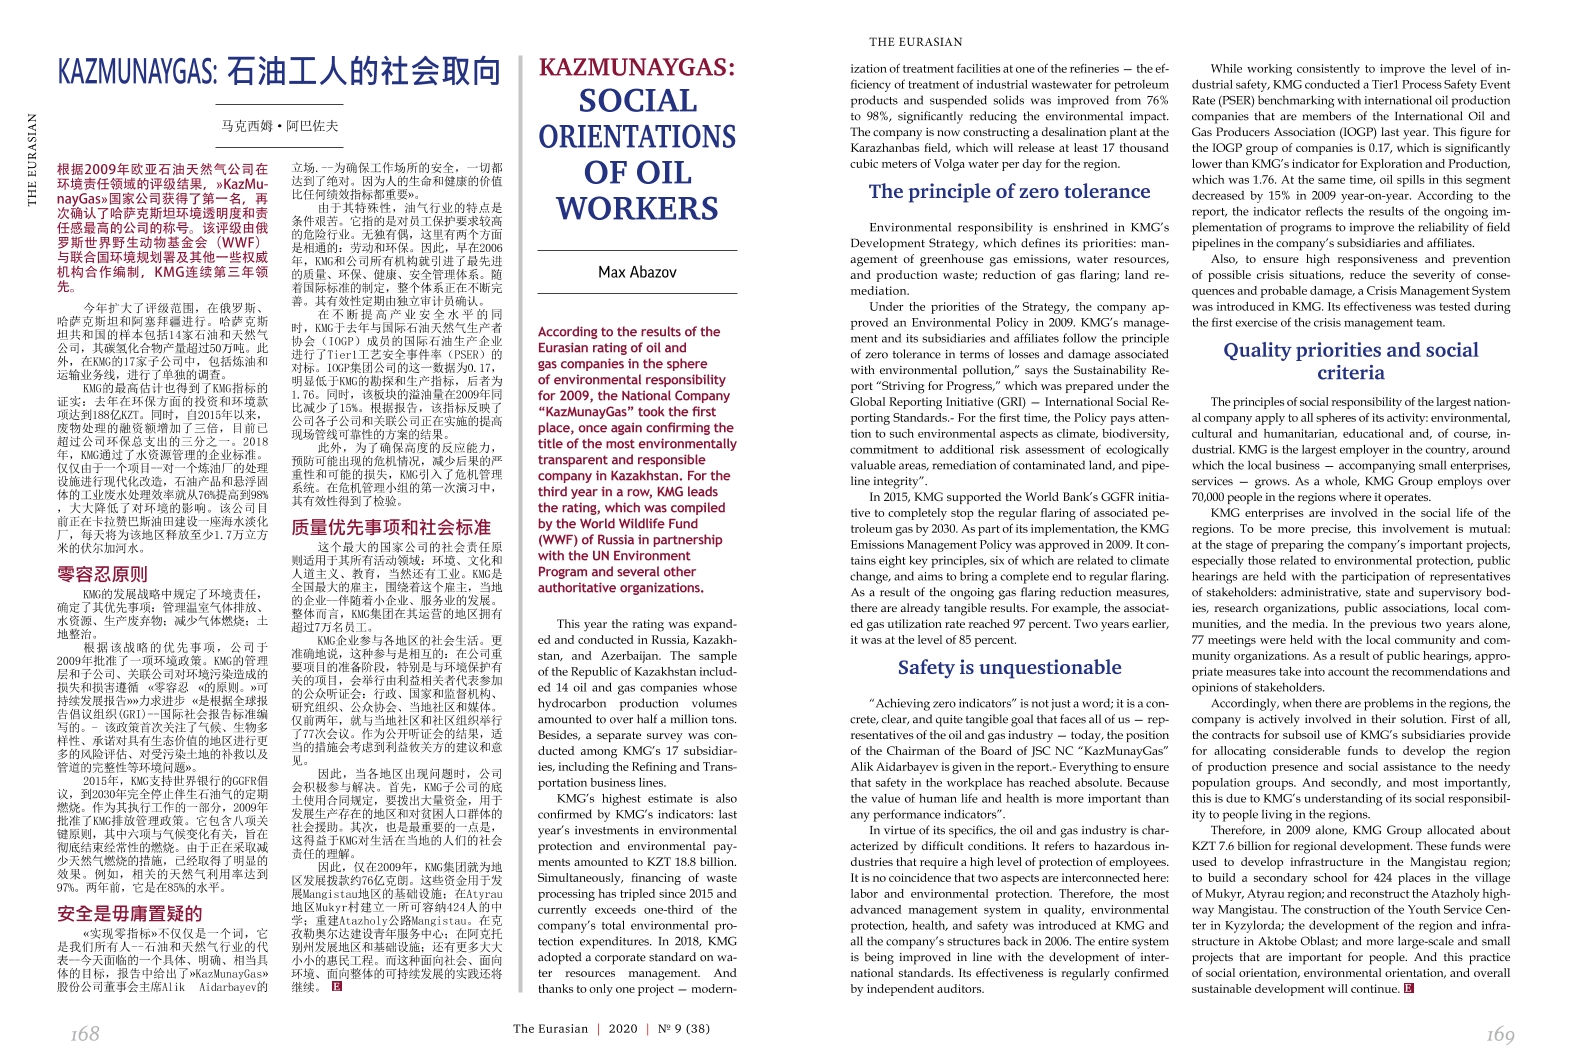 THE EURASIAN
KAZMUNAYGAS: 石油工人的社会取向
马克西姆•阿巴佐夫
根据2009年欧亚石油天然气公司在
环境责任领域的评级结果，»KazMu-
nayGas»国家公司获得了第一名，再
次确认了哈萨克斯坦环境透明度和责
任感最高的公司的称号。该评级由俄
罗斯世界野生动物基金会（WWF）
与联合国环境规划署及其他一些权威
机构合作编制，KMG连续第三年领
先。
今年扩大了评级范围，在俄罗斯、
哈萨克斯坦和阿塞拜疆进行。哈萨克斯
坦共和国的样本包括14家石油和天然气
公司，其碳氢化合物产量超过50万吨。此
外，在KMG的17家子公司中，包括炼油和
运输业务线，进行了单独的调查。
KMG的最高估计也得到了KMG指标的
证实：去年在环保方面的投资和环境款
项达到188亿KZT。同时，自2015年以来，
废物处理的融资额增加了三倍，目前已
超过公司环保总支出的三分之一。2018
年，KMG通过了水资源管理的企业标准。
仅仅由于一个项目--对一个炼油厂的处理
设施进行现代化改造，石油产品和悬浮固
体的工业废水处理效率就从76%提高到98%
，大大降低了对环境的影响。该公司目
前正在卡拉赞巴斯油田建设一座海水淡化
厂，每天将为该地区释放至少1.7万立方
米的伏尔加河水。
零容忍原则
KMG的发展战略中规定了环境责任，
确定了其优先事项：管理温室气体排放、
水资源、生产废弃物；减少气体燃烧；土
地整治。
根据该战略的优先事项，公司于
2009年批准了一项环境政策。KMG的管理
层和子公司、关联公司对环境污染造成的
损失和损害遵循 «零容忍 «的原则。»可
持续发展报告»»力求进步 «是根据全球报
告倡议组织(GRI)--国际社会报告标准编
写的。- 该政策首次关注了气候、生物多
样性、承诺对具有生态价值的地区进行更
多的风险评估、对受污染土地的补救以及
管道的完整性等环境问题»。
2015年，KMG支持世界银行的GGFR倡
议，到2030年完全停止伴生石油气的定期
燃烧。作为其执行工作的一部分，2009年
批准了KMG排放管理政策。它包含八项关
键原则，其中六项与气候变化有关，旨在
彻底结束经常性的燃烧。由于正在采取减
少天然气燃烧的措施，已经取得了明显的
效果。例如，相关的天然气利用率达到
97%。两年前，它是在85%的水平。
安全是毋庸置疑的
«实现零指标»不仅仅是一个词，它
是我们所有人--石油和天然气行业的代
表--今天面临的一个具体、明确、相当具
体的目标，报告中给出了»KazMunayGas»
股份公司董事会主席Alik Aidarbayev的
立场.--为确保工作场所的安全，一切都
达到了绝对。因为人的生命和健康的价值
比任何绩效指标都重要»。
由于其特殊性，油气行业的特点是
条件艰苦。它指的是对员工保护要求较高
的危险行业。无独有偶，这里有两个方面
是相通的：劳动和环保。因此，早在2006
年，KMG和公司所有机构就引进了最先进
的质量、环保、健康、安全管理体系。随
着国际标准的制定，整个体系正在不断完
善。其有效性定期由独立审计员确认。
在不断提高产业安全水平的同
时，KMG于去年与国际石油天然气生产者
协会（IOGP）成员的国际石油生产企业
进行了Tier1工艺安全事件率（PSER）的
对标。IOGP集团公司的这一数据为0.17，
明显低于KMG的勘探和生产指标，后者为
1.76。同时，该板块的溢油量在2009年同
比减少了15%。根据报告，该指标反映了
公司各子公司和关联公司正在实施的提高
现场管线可靠性的方案的结果。
此外，为了确保高度的反应能力，
预防可能出现的危机情况，减少后果的严
重性和可能的损失，KMG引入了危机管理
系统。在危机管理小组的第一次演习中，
其有效性得到了检验。
质量优先事项和社会标准
这个最大的国家公司的社会责任原
则适用于其所有活动领域：环境、文化和
人道主义、教育，当然还有工业。KMG是
全国最大的雇主，围绕着这个雇主，当地
的企业一伴随着小企业、服务业的发展。
整体而言，KMG集团在其运营的地区拥有
超过7万名员工。
KMG企业参与各地区的社会生活。更
准确地说，这种参与是相互的：在公司重
要项目的准备阶段，特别是与环境保护有
关的项目，会举行由利益相关者代表参加
的公众听证会：行政、国家和监督机构、
研究组织、公众协会、当地社区和媒体。
仅前两年，就与当地社区和社区组织举行
了77次会议。作为公开听证会的结果，适
当的措施会考虑到利益攸关方的建议和意
见。
因此，当各地区出现问题时，公司
会积极参与解决。首先，KMG子公司的底
土使用合同规定，要拨出大量资金，用于
发展生产存在的地区和对贫困人口群体的
社会援助。其次，也是最重要的一点是，
这得益于KMG对生活在当地的人们的社会
责任的理解。
因此，仅在2009年，KMG集团就为地
区发展拨款约76亿克朗。这些资金用于发
展Mangistau地区的基础设施；在Atyrau
地区Mukyr村建立一所可容纳424人的中
学；重建Atazholy公路Mangistau。在克
孜勒奥尔达建设青年服务中心；在阿克托
别州发展地区和基础设施；还有更多大大
小小的惠民工程。而这种面向社会、面向
环境、面向整体的可持续发展的实践还将
继续。 E
KAZMUNAYGAS:
SOCIAL
ORIENTATIONS
OF OIL
WORKERS
Max Abazov
According to the results of the
Eurasian rating of oil and
gas companies in the sphere
of environmental responsibility
for 2009, the National Company
“KazMunayGas” took the first
place, once again confirming the
title of the most environmentally
transparent and responsible
company in Kazakhstan. For the
third year in a row, KMG leads
the rating, which was compiled
by the World Wildlife Fund
(WWF) of Russia in partnership
with the UN Environment
Program and several other
authoritative organizations.
This year the rating was expand-
ed and conducted in Russia, Kazakh-
stan, and Azerbaijan. The sample
of the Republic of Kazakhstan includ-
ed 14 oil and gas companies whose
hydrocarbon production volumes
amounted to over half a million tons.
Besides, a separate survey was con-
ducted among KMG’s 17 subsidiar-
ies, including the Refining and Trans-
portation business lines.
KMG’s highest estimate is also
confirmed by KMG’s indicators: last
year’s investments in environmental
protection and environmental pay-
ments amounted to KZT 18.8 billion.
Simultaneously, financing of waste
processing has tripled since 2015 and
currently exceeds one-third of the
company’s total environmental pro-
tection expenditures. In 2018, KMG
adopted a corporate standard on wa-
ter resources management. And
thanks to only one project — modern-
168
The Eurasian | 2020 | № 9 (38)
THE EURASIAN
ization of treatment facilities at one of the refineries — the ef-
ficiency of treatment of industrial wastewater for petroleum
products and suspended solids was improved from 76%
to 98%, significantly reducing the environmental impact.
The company is now constructing a desalination plant at the
Karazhanbas field, which will release at least 17 thousand
cubic meters of Volga water per day for the region.
The principle of zero tolerance
Environmental responsibility is enshrined in KMG’s
Development Strategy, which defines its priorities: man-
agement of greenhouse gas emissions, water resources,
and production waste; reduction of gas flaring; land re-
mediation.
Under the priorities of the Strategy, the company ap-
proved an Environmental Policy in 2009. KMG’s manage-
ment and its subsidiaries and affiliates follow the principle
of zero tolerance in terms of losses and damage associated
with environmental pollution,” says the Sustainability Re-
port “Striving for Progress,” which was prepared under the
Global Reporting Initiative (GRI) — International Social Re-
porting Standards.- For the first time, the Policy pays atten-
tion to such environmental aspects as climate, biodiversity,
commitment to additional risk assessment of ecologically
valuable areas, remediation of contaminated land, and pipe-
line integrity”.
In 2015, KMG supported the World Bank’s GGFR initia-
tive to completely stop the regular flaring of associated pe-
troleum gas by 2030. As part of its implementation, the KMG
Emissions Management Policy was approved in 2009. It con-
tains eight key principles, six of which are related to climate
change, and aims to bring a complete end to regular flaring.
As a result of the ongoing gas flaring reduction measures,
there are already tangible results. For example, the associat-
ed gas utilization rate reached 97 percent. Two years earlier,
it was at the level of 85 percent.
Safety is unquestionable
“Achieving zero indicators” is not just a word; it is a con-
crete, clear, and quite tangible goal that faces all of us — rep-
resentatives of the oil and gas industry — today, the position
of the Chairman of the Board of JSC NC “KazMunayGas”
Alik Aidarbayev is given in the report.- Everything to ensure
that safety in the workplace has reached absolute. Because
the value of human life and health is more important than
any performance indicators”.
In virtue of its specifics, the oil and gas industry is char-
acterized by difficult conditions. It refers to hazardous in-
dustries that require a high level of protection of employees.
It is no coincidence that two aspects are interconnected here:
labor and environmental protection. Therefore, the most
advanced management system in quality, environmental
protection, health, and safety was introduced at KMG and
all the company’s structures back in 2006. The entire system
is being improved in line with the development of inter-
national standards. Its effectiveness is regularly confirmed
by independent auditors.
While working consistently to improve the level of in-
dustrial safety, KMG conducted a Tier1 Process Safety Event
Rate (PSER) benchmarking with international oil production
companies that are members of the International Oil and
Gas Producers Association (IOGP) last year. This figure for
the IOGP group of companies is 0.17, which is significantly
lower than KMG’s indicator for Exploration and Production,
which was 1.76. At the same time, oil spills in this segment
decreased by 15% in 2009 year-on-year. According to the
report, the indicator reflects the results of the ongoing im-
plementation of programs to improve the reliability of field
pipelines in the company’s subsidiaries and affiliates.
Also, to ensure high responsiveness and prevention
of possible crisis situations, reduce the severity of conse-
quences and probable damage, a Crisis Management System
was introduced in KMG. Its effectiveness was tested during
the first exercise of the crisis management team.
Quality priorities and social
criteria
The principles of social responsibility of the largest nation-
al company apply to all spheres of its activity: environmental,
cultural and humanitarian, educational and, of course, in-
dustrial. KMG is the largest employer in the country, around
which the local business — accompanying small enterprises,
services — grows. As a whole, KMG Group employs over
70,000 people in the regions where it operates.
KMG enterprises are involved in the social life of the
regions. To be more precise, this involvement is mutual:
at the stage of preparing the company’s important projects,
especially those related to environmental protection, public
hearings are held with the participation of representatives
of stakeholders: administrative, state and supervisory bod-
ies, research organizations, public associations, local com-
munities, and the media. In the previous two years alone,
77 meetings were held with the local community and com-
munity organizations. As a result of public hearings, appro-
priate measures take into account the recommendations and
opinions of stakeholders.
Accordingly, when there are problems in the regions, the
company is actively involved in their solution. First of all,
the contracts for subsoil use of KMG’s subsidiaries provide
for allocating considerable funds to develop the region
of production presence and social assistance to the needy
population groups. And secondly, and most importantly,
this is due to KMG’s understanding of its social responsibil-
ity to people living in the regions.
Therefore, in 2009 alone, KMG Group allocated about
KZT 7.6 billion for regional development. These funds were
used to develop infrastructure in the Mangistau region;
to build a secondary school for 424 places in the village
of Mukyr, Atyrau region; and reconstruct the Atazholy high-
way Mangistau. The construction of the Youth Service Cen-
ter in Kyzylorda; the development of the region and infra-
structure in Aktobe Oblast; and more large-scale and small
projects that are important for people. And this practice
of social orientation, environmental orientation, and overall
sustainable development will continue. E
169